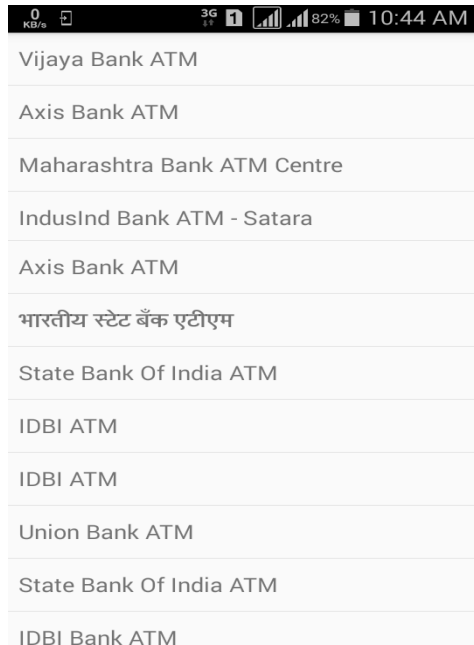 0 KB/s 3G 1 82% 10:44 AM
Vijaya Bank ATM
Axis Bank ATM
Maharashtra Bank ATM Centre
IndusInd Bank ATM - Satara
Axis Bank ATM
भारतीय स्टेट बँक एटीएम
State Bank Of India ATM
IDBI ATM
IDBI ATM
Union Bank ATM
State Bank Of India ATM
IDBI Bank ATM